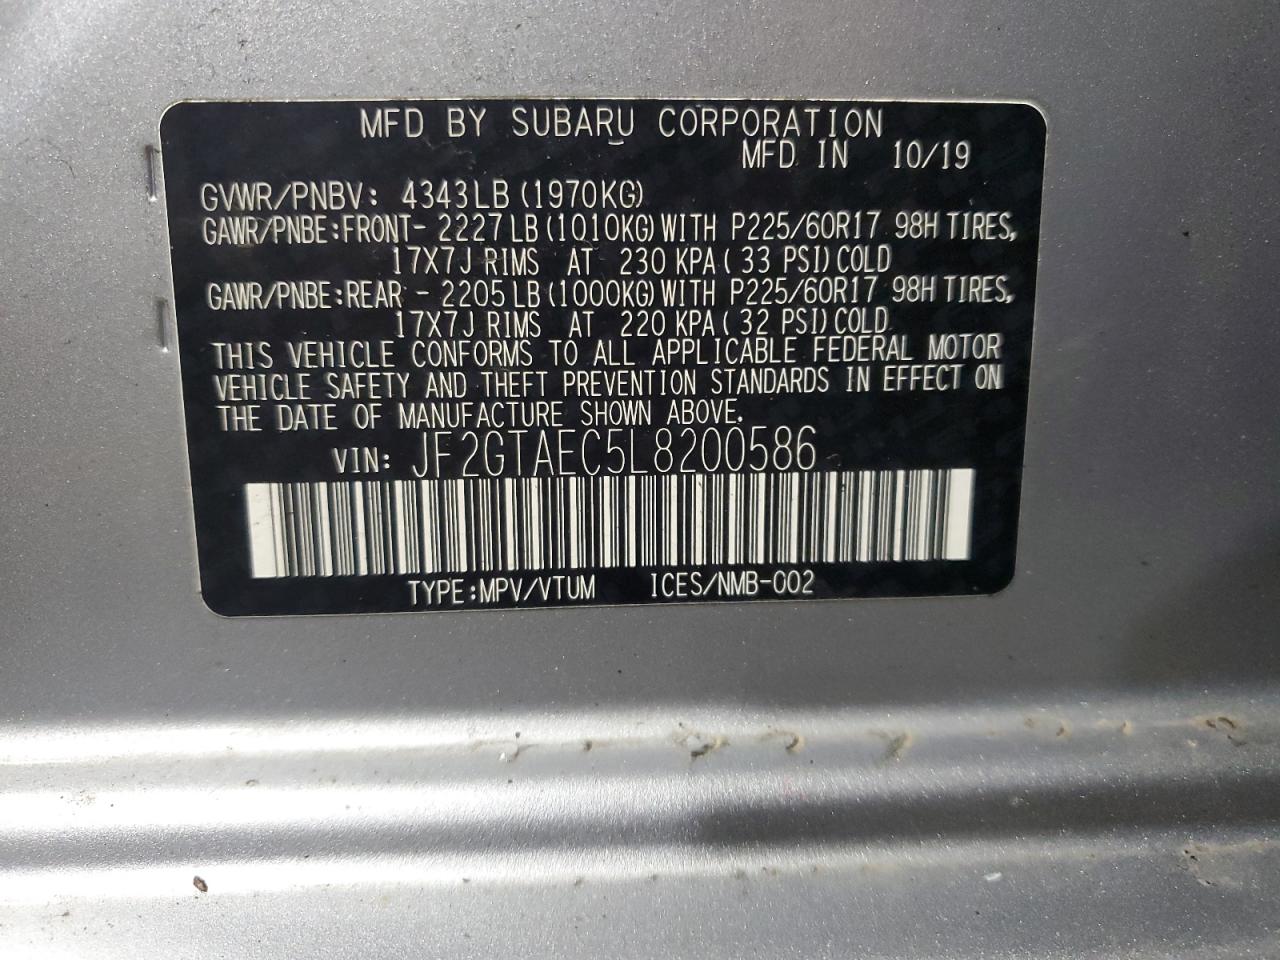 MFD BY SUBARU CORPORATION
MFD IN 10/19
GVWR/PNBV: 4343LB (1970KG)
GAWR/PNBE:FRONT- 2227LB(1010KG)WITH P225/60R17 98H TIRES,
17X7J RIMS AT 230 KPA( 33 PSI)COLD
GAWR/PNBE:REAR - 2205LB(1000KG)WITH P225/60R17 98H TIRES,
17X7J RIMS AT 220 KPA( 32 PSI)COLD.
THIS VEHICLE CONFORMS TO ALL APPLICABLE FEDERAL MOTOR
VEHICLE SAFETY AND THEFT PREVENTION STANDARDS IN EFFECT ON
THE DATE OF MANUFACTURE SHOWN ABOVE.
VIN: JF2GTAEC5L8200586
TYPE:MPV/VTUM ICES/NMB-002